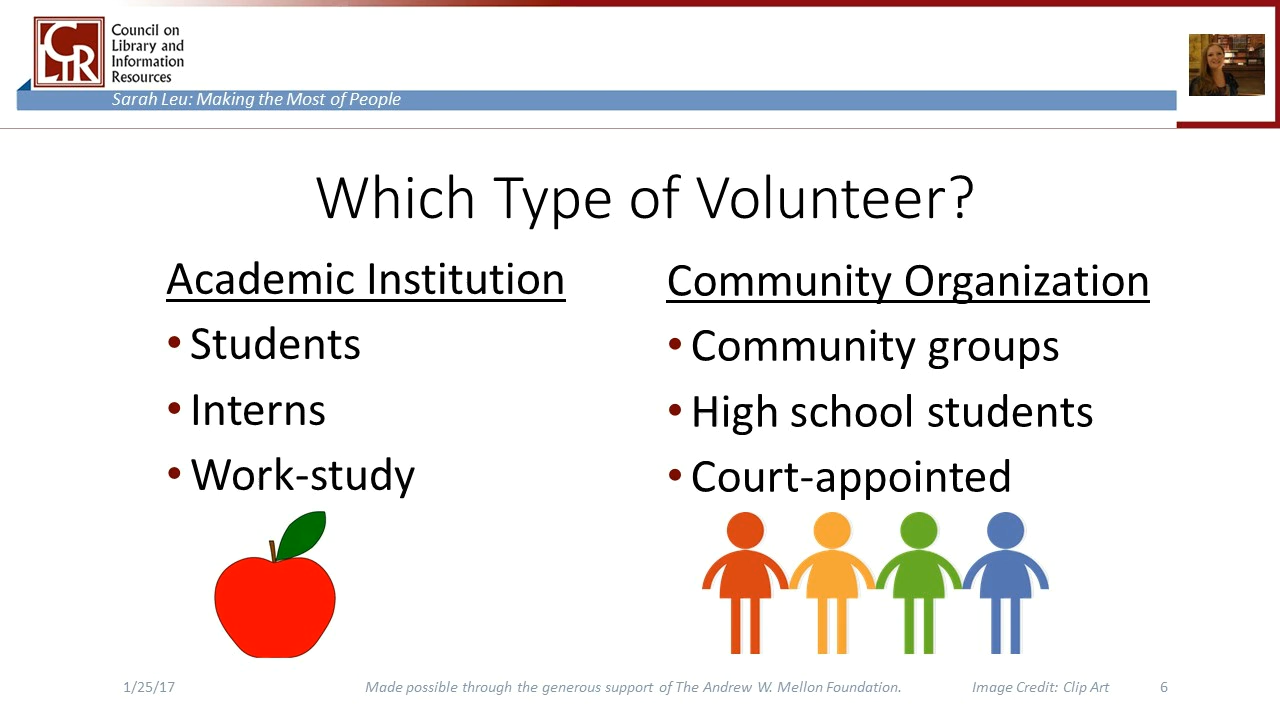 CLIR
Council on
Library and
Information
Resources
Sarah Leu: Making the Most of People
Which Type of Volunteer?
Academic Institution
• Students
• Interns
• Work-study
Community Organization
• Community groups
• High school students
• Court-appointed
1/25/17
Made possible through the generous support of The Andrew W. Mellon Foundation.
Image Credit: Clip Art
6